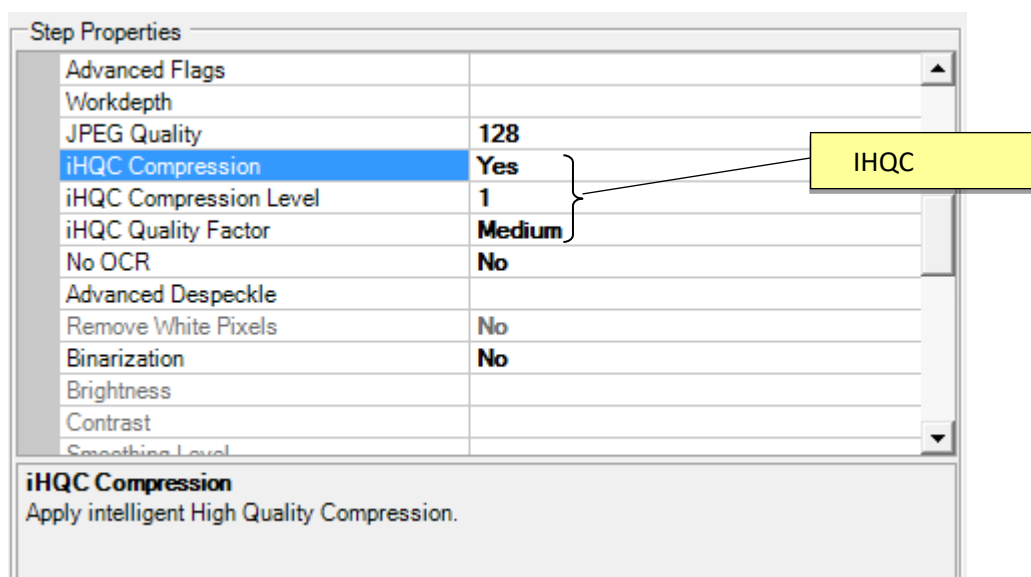 Step Properties
Advanced Flags
Workdepth
JPEG Quality 128
iHQC Compression Yes
iHQC Compression Level 1
iHQC Quality Factor Medium
No OCR No
Advanced Despeckle
Remove White Pixels No
Binarization No
Brightness
Contrast
Smoothing Level
IHQC
iHQC Compression
Apply intelligent High Quality Compression.